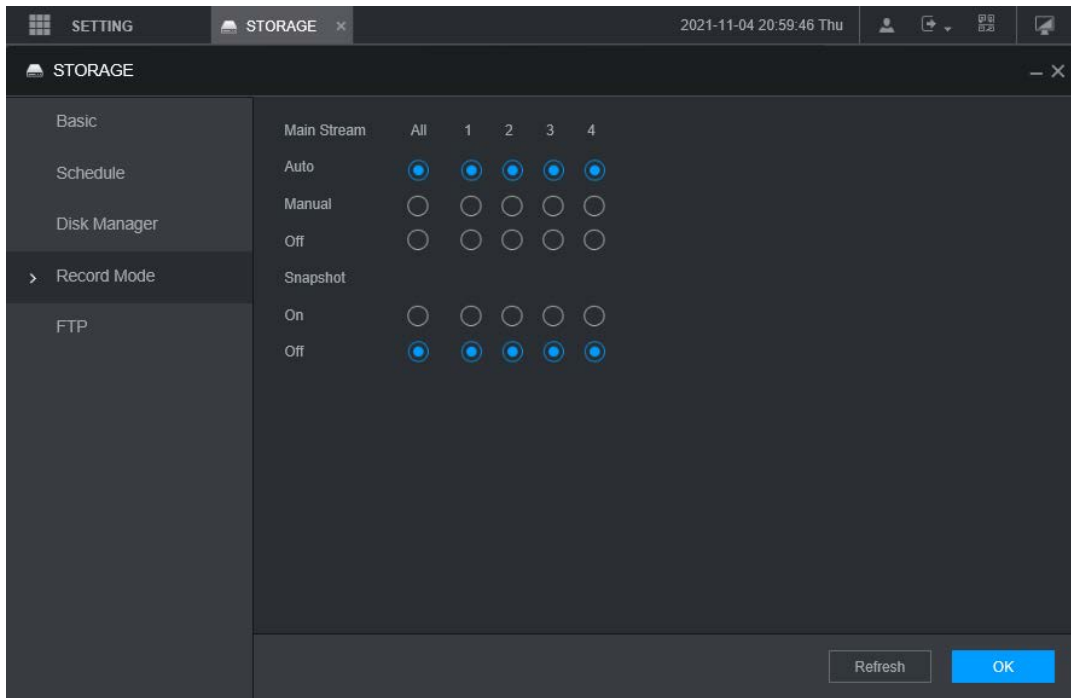 SETTING STORAGE × 2021-11-04 20:59:46 Thu
STORAGE
Basic
Schedule
Disk Manager
Record Mode
FTP
Main Stream All 1 2 3 4
Auto
Manual
Off
Snapshot
On
Off
Refresh OK